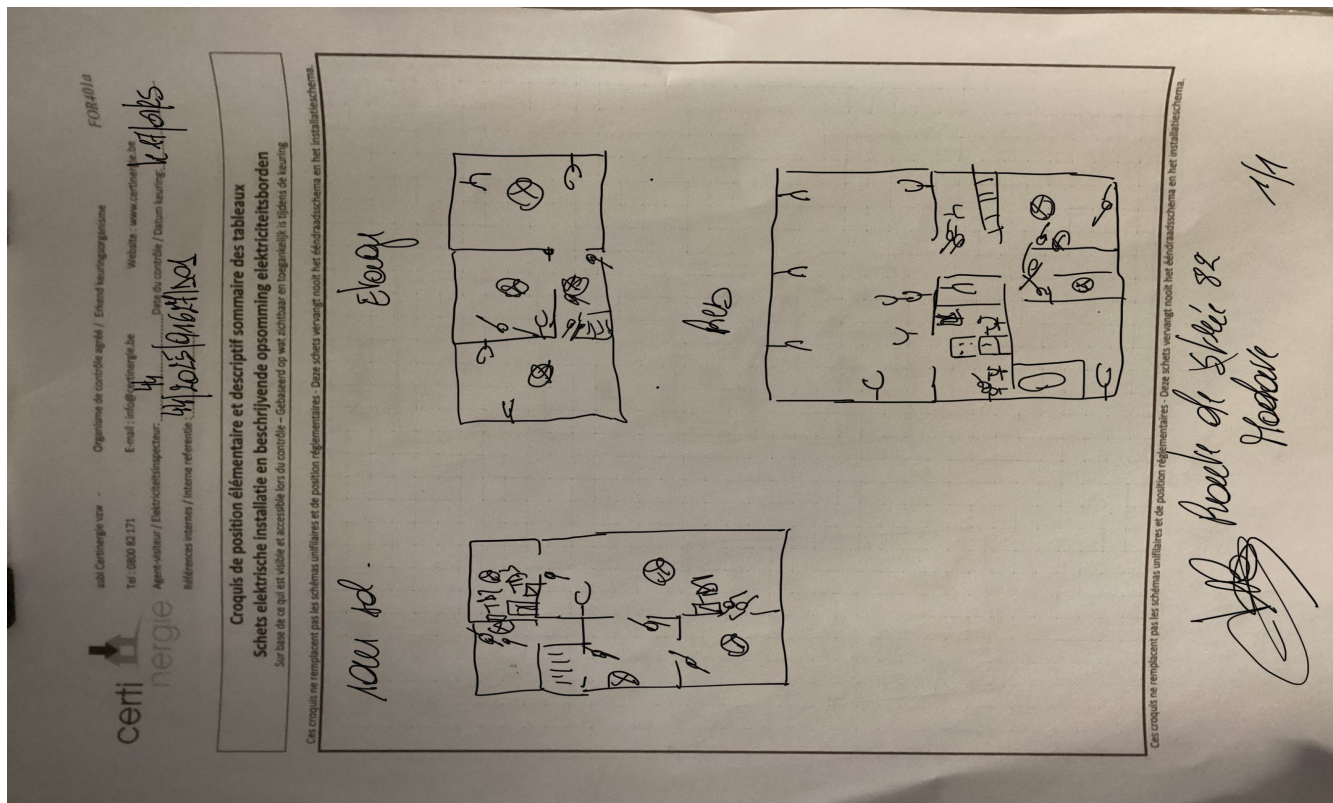 certinergie
asbl Certinergie vzw - Organisme de contrôle agréé / Erkend keuringsorganisme FOR401a
Tel : 0800 82 171 E-mail : info@certinergie.be Website : www.certinergie.be
Agent-visiteur / Elektriciteitsinspecteur: Date du contrôle / Datum keuring:
Références internes / Interne referentie :
Croquis de position élémentaire et descriptif sommaire des tableaux
Schets elektrische installatie en beschrijvende opsomming elektriciteitsborden
Sur base de ce qui est visible et accessible lors du contrôle – Gebaseerd op wat zichtbaar en toegankelijk is tijdens de keuring
Ces croquis ne remplacent pas les schémas unifilaires et de position réglementaires - Deze schets vervangt nooit het ééndraadsschema en het installatieschema.
Etage
Ces croquis ne remplacent pas les schémas unifilaires et de position réglementaires - Deze schets vervangt nooit het ééndraadsschema en het installatieschema.
Route de Strée 82
Modave
1/1